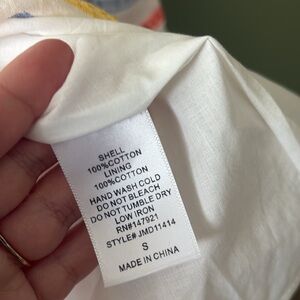 SHELL
100%COTTON
LINING
100%COTTON
HAND WASH COLD
DO NOT BLEACH
DO NOT TUMBLE DRY
LOW IRON
RN#147921
STYLE# JMD11414
S
MADE IN CHINA